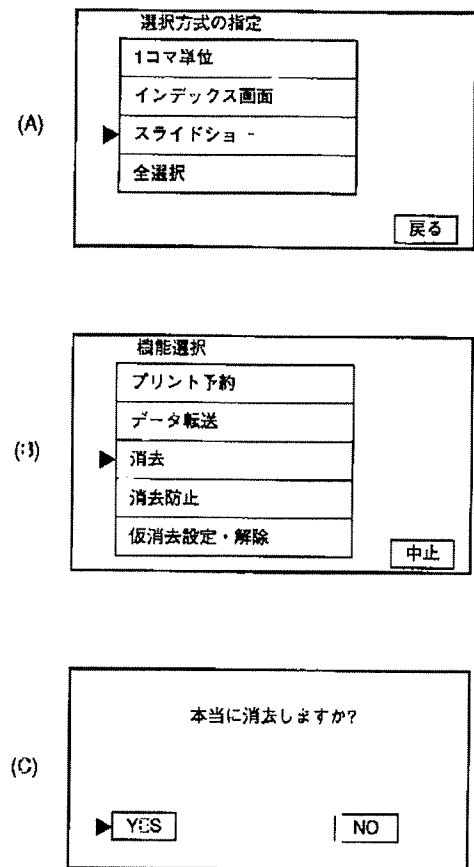 選択方式の指定
1コマ単位
インデックス画面
(A)
▶ スライドショー
全選択
戻る
機能選択
プリント予約
データ転送
(B)
▶ 消去
消去防止
仮消去設定・解除
中止
本当に消去しますか?
(C)
▶ YES NO